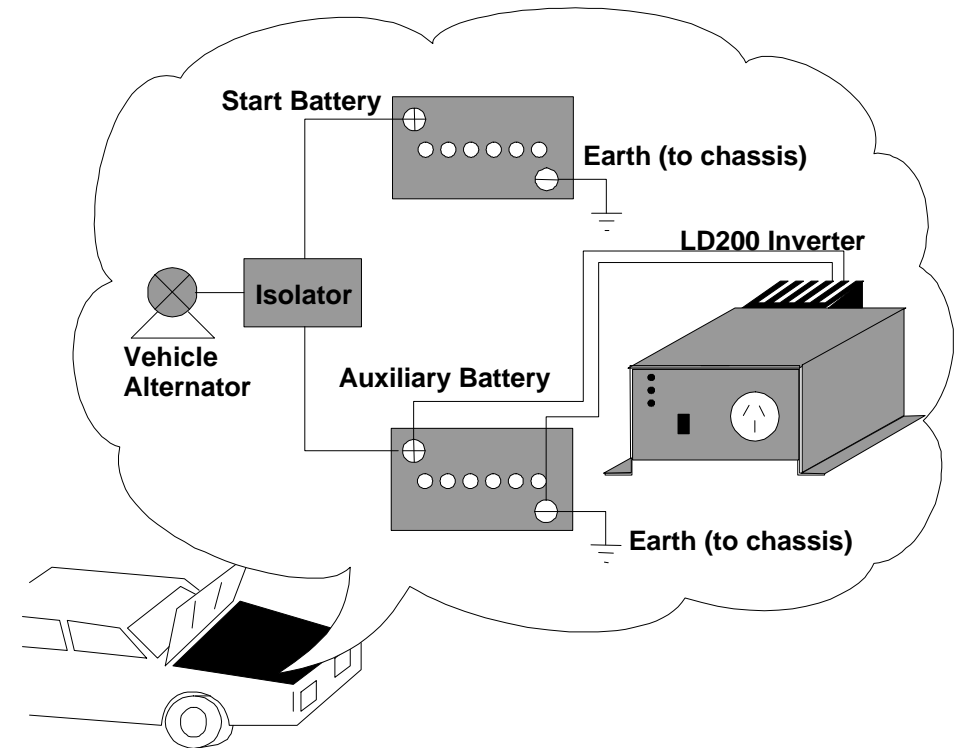 Start Battery
Earth (to chassis)
LD200 Inverter
Isolator
Vehicle
Alternator
Auxiliary Battery
Earth (to chassis)